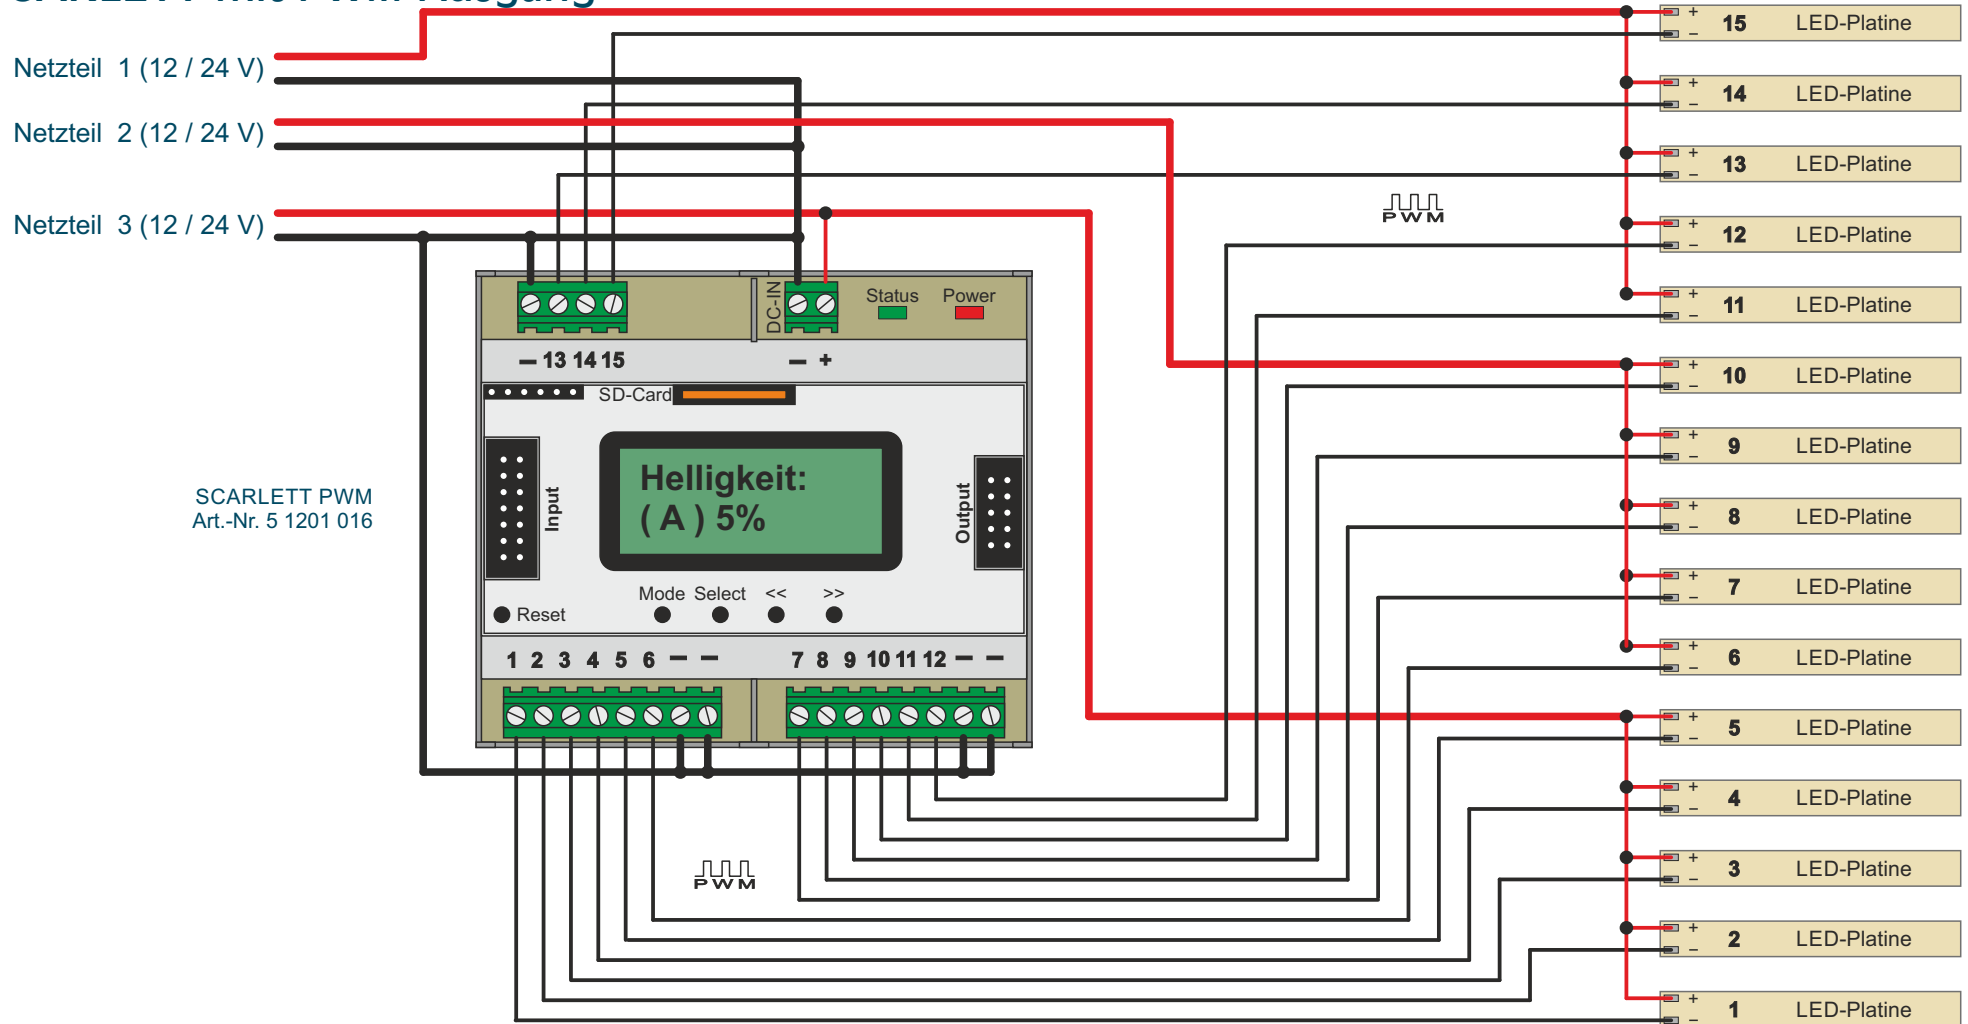 SCARLETT mit PWM-Ausgang
Netzteil 1 (12 / 24 V)
Netzteil 2 (12 / 24 V)
Netzteil 3 (12 / 24 V)
SCARLETT PWM
Art.-Nr. 5 1201 016
DC-IN
Status
Power
– 13 14 15
– +
SD-Card
Input
Helligkeit:
( A ) 5%
Output
Mode Select << >>
Reset
1 2 3 4 5 6 – –
7 8 9 10 11 12 – –
PWM
PWM
+ – 15 LED-Platine
+ – 14 LED-Platine
+ – 13 LED-Platine
+ – 12 LED-Platine
+ – 11 LED-Platine
+ – 10 LED-Platine
+ – 9 LED-Platine
+ – 8 LED-Platine
+ – 7 LED-Platine
+ – 6 LED-Platine
+ – 5 LED-Platine
+ – 4 LED-Platine
+ – 3 LED-Platine
+ – 2 LED-Platine
+ – 1 LED-Platine